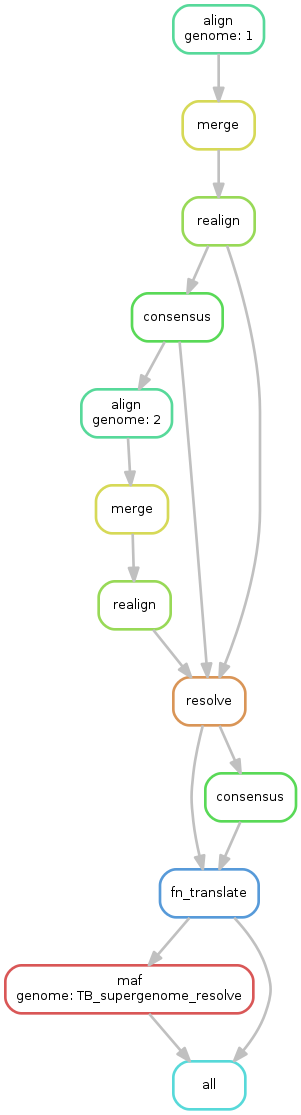 align
genome: 1
merge
realign
consensus
align
genome: 2
merge
realign
resolve
consensus
fn_translate
maf
genome: TB_supergenome_resolve
all